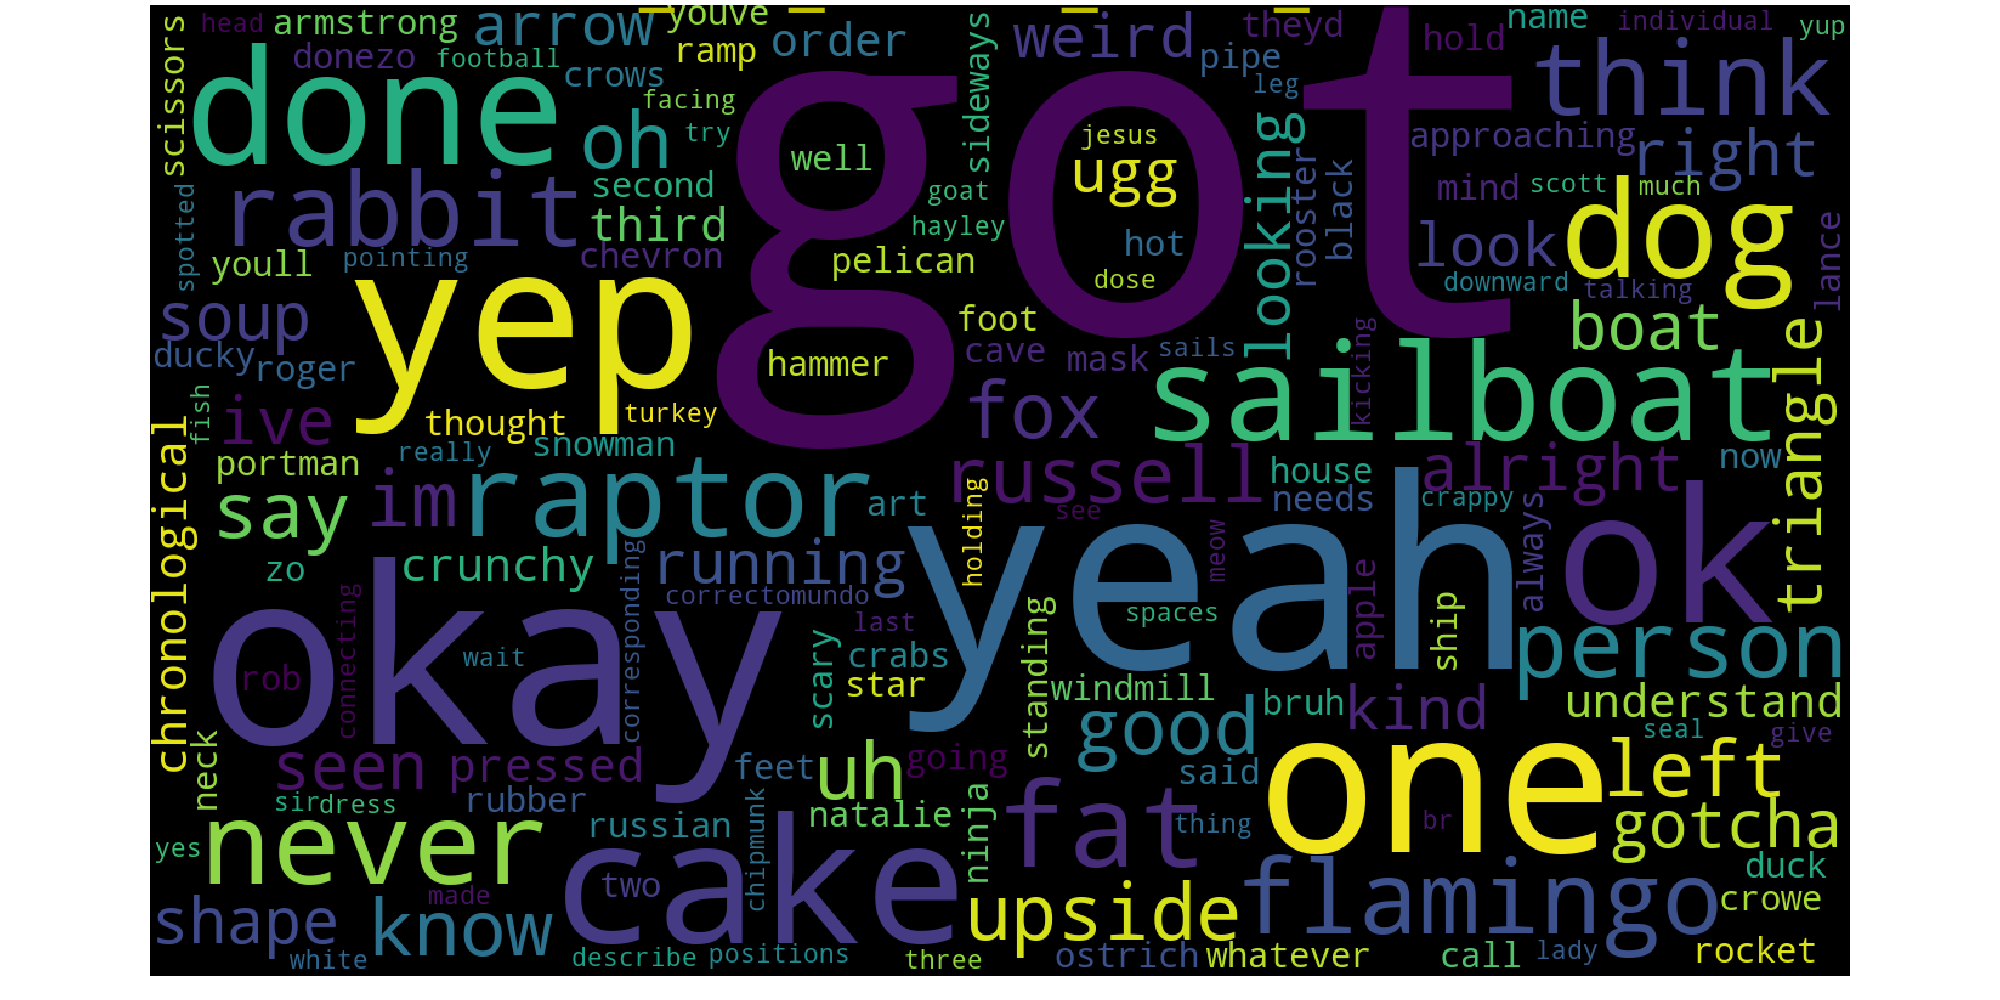 head
armstrong
arrow
youve
order
weird
theyd
hold
name
individual
yup
scissors
donezo
football
crows
ramp
sideways
pipe
leg
think
done
got
facing
oh
try
well
jesus
ugg
looking
approaching
right
rabbit
second
third
goat
hayley
rooster
black
mind
scott
much
dog
spotted
youll
pointing
chevron
pelican
hot
dose
look
downward
talking
lance
soup
yep
foot
boat
ducky
roger
hammer
cave
mask
sails
kicking
sailboat
triangle
fish
ive
thought
turkey
fox
chronological
portman
really
snowman
russell
house
alright
now
say
im
raptor
art
holding
see
yeah
needs
crappy
always
ok
zo
crunchy
running
meow
okay
connecting
corresponding
correctomundo
last
spaces
apple
ship
person
rob
wait
scary
crabs
star
standing
windmill
bruh
kind
understand
neck
seen
pressed
feet
uh
going
good
said
one
left
seal
give
sir
dress
rubber
natalie
ninja
fat
thing
br
gotcha
yes
never
russian
chipmunk
cake
two
flamingo
duck
crowe
shape
made
know
upside
white
describe
positions
three
ostrich
whatever
call
lady
rocket